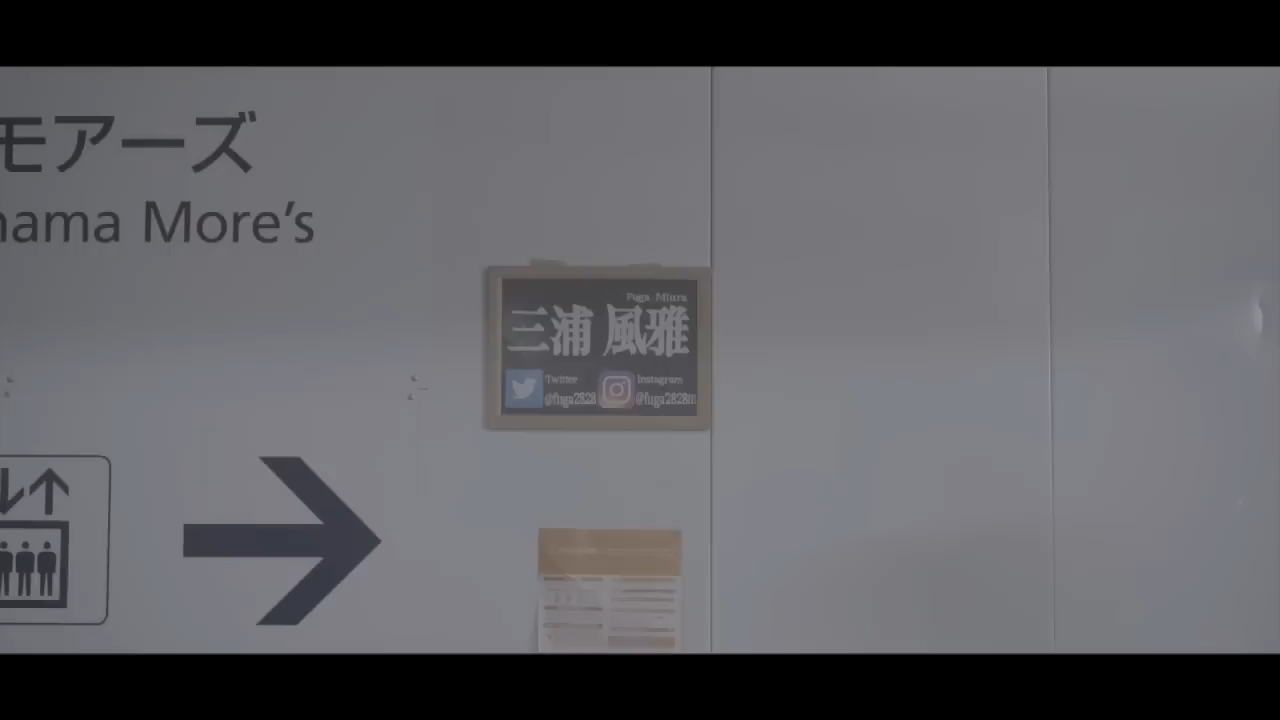 モアーズ
hama More's
Fuga Miura
三浦 風雅
Twitter
@fuga2828
Instagram
@fuga2828m